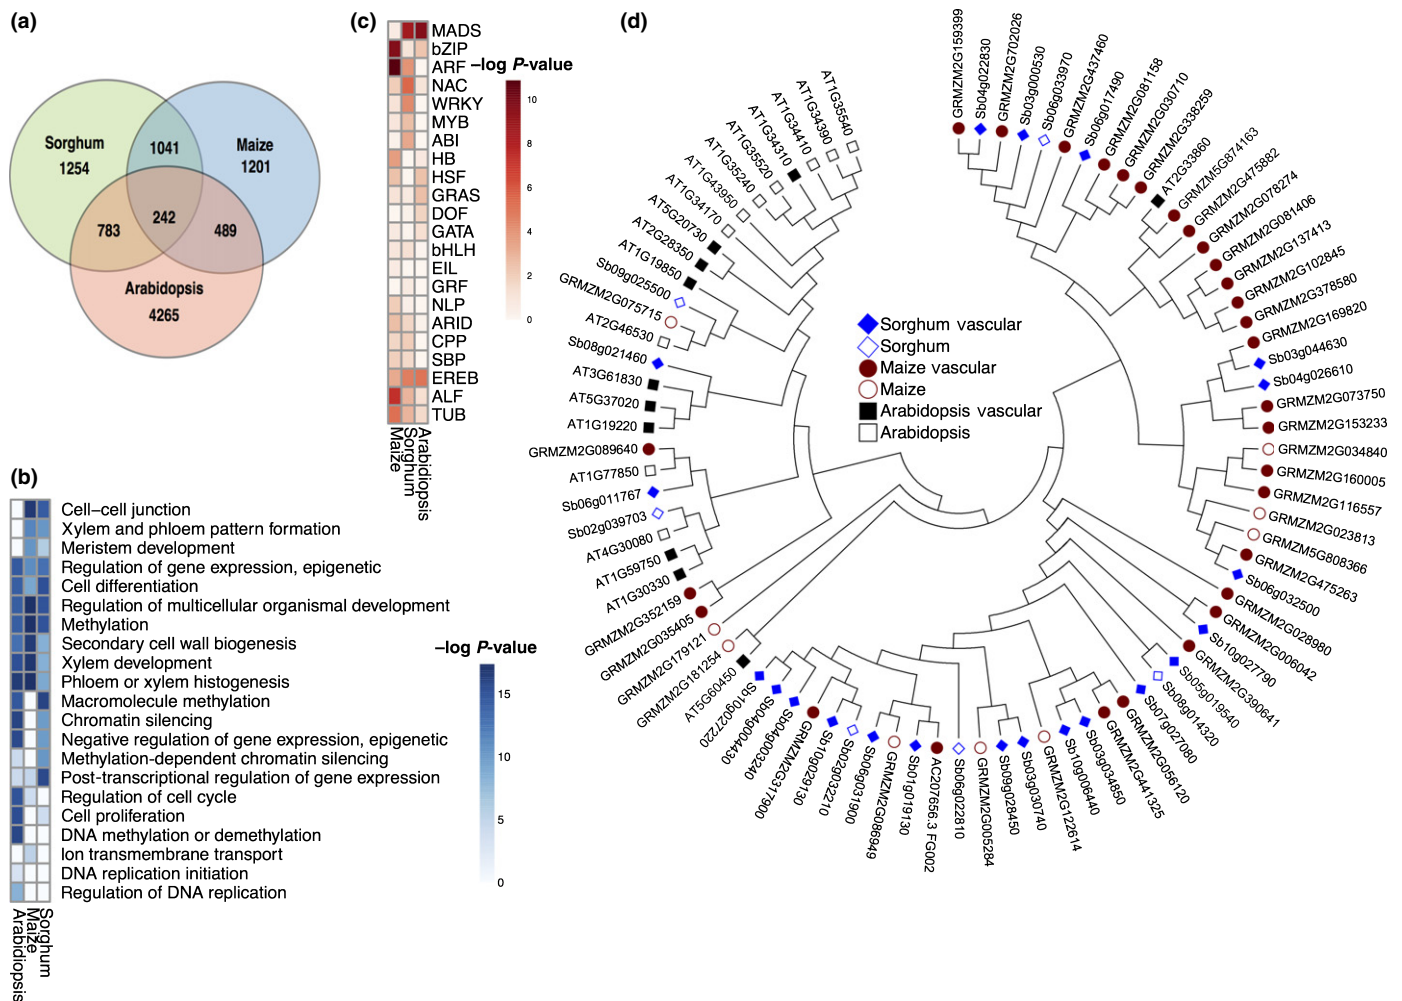 (a)
Sorghum
1254
1041
Maize
1201
783
242
489
Arabidopsis
4265
(b)
Cell–cell junction
Xylem and phloem pattern formation
Meristem development
Regulation of gene expression, epigenetic
Cell differentiation
Regulation of multicellular organismal development
Methylation
Secondary cell wall biogenesis
Xylem development
Phloem or xylem histogenesis
Macromolecule methylation
Chromatin silencing
Negative regulation of gene expression, epigenetic
Methylation-dependent chromatin silencing
Post-transcriptional regulation of gene expression
Regulation of cell cycle
Cell proliferation
DNA methylation or demethylation
Ion transmembrane transport
DNA replication initiation
Regulation of DNA replication
Arabidiopsis
Maize
Sorghum
–log P-value
15
10
5
0
(c)
MADS
bZIP
ARF
NAC
WRKY
MYB
ABI
HB
HSF
GRAS
DOF
GATA
bHLH
EIL
GRF
NLP
ARID
CPP
SBP
EREB
ALF
TUB
Maize
Sorghum
Arabidopsis
–log P-value
10
8
6
4
2
0
(d)
Sorghum vascular
Sorghum
Maize vascular
Maize
Arabidopsis vascular
Arabidopsis
GRMZM2G159399
Sb04g022830
GRMZM2G702026
Sb03g000530
Sb06g033970
GRMZM2G437460
Sb06g017490
GRMZM2G081158
GRMZM2G030710
GRMZM2G338259
AT2G33860
GRMZM5G874163
GRMZM2G475882
GRMZM2G078274
GRMZM2G081406
GRMZM2G137413
GRMZM2G102845
GRMZM2G378580
GRMZM2G169820
Sb03g044630
Sb04g026610
GRMZM2G073750
GRMZM2G153233
GRMZM2G034840
GRMZM2G160005
GRMZM2G116557
GRMZM2G023813
GRMZM5G808366
GRMZM2G475263
Sb06g032500
GRMZM2G028980
GRMZM2G006042
Sb10g027790
GRMZM2G390641
Sb05g019540
Sb08g014320
Sb07g027080
GRMZM2G056120
GRMZM2G441325
Sb03g034850
Sb10g006440
GRMZM2G122614
Sb03g030740
Sb09g028450
GRMZM2G005284
Sb06g022810
AC207656.3 FG002
Sb01g019130
GRMZM2G086949
Sb06g031900
Sb02g032210
Sb10g029130
GRMZM2G317900
Sb04g003240
Sb04g004430
Sb10g027220
AT5G60450
GRMZM2G181254
GRMZM2G179121
GRMZM2G035405
GRMZM2G352159
AT1G30330
AT1G59750
AT4G30080
Sb02g039703
Sb06g011767
AT1G77850
GRMZM2G089640
AT1G19220
AT5G37020
AT3G61830
Sb08g021460
AT2G46530
GRMZM2G075715
Sb09g025500
AT1G19850
AT2G28350
AT5G20730
AT1G34170
AT1G43950
AT1G35240
AT1G35520
AT1G34310
AT1G34410
AT1G34390
AT1G35540